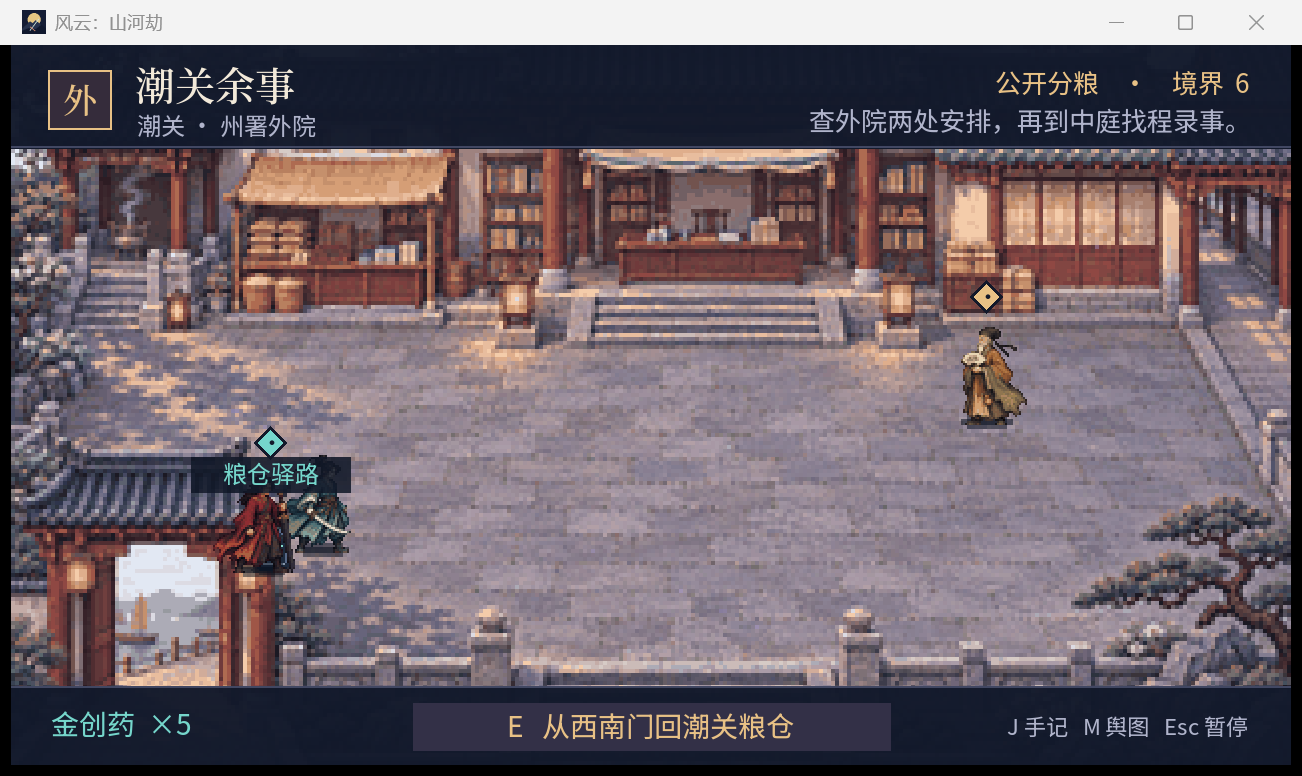 风云：山河劫
外
潮关余事
潮关 · 州署外院
公开分粮 · 境界 6
查外院两处安排，再到中庭找程录事。
粮仓驿路
金创药 ×5
E 从西南门回潮关粮仓
J 手记 M 舆图 Esc 暂停